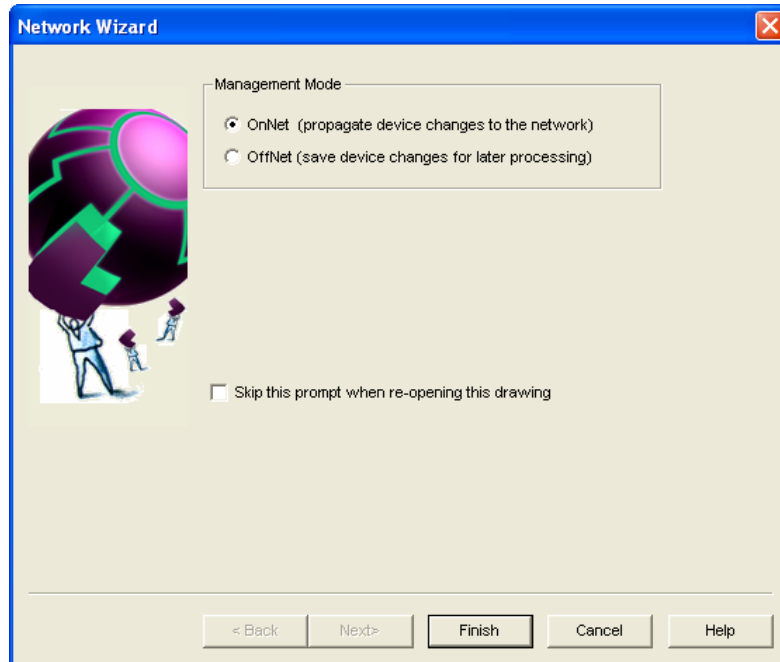 Network Wizard
Management Mode
OnNet (propagate device changes to the network)
OffNet (save device changes for later processing)
Skip this prompt when re-opening this drawing
< Back Next> Finish Cancel Help